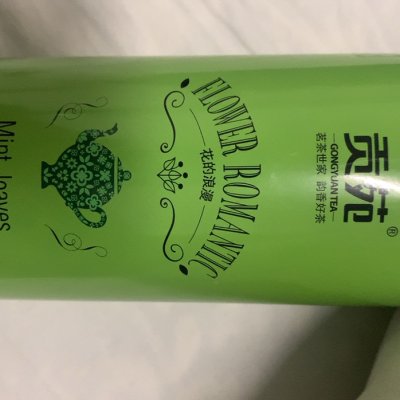 贡苑®
GONGYUAN TEA
茗茶世家 韵香好茶
FLOWER ROMANTIC
花的浪漫
Mint leaves